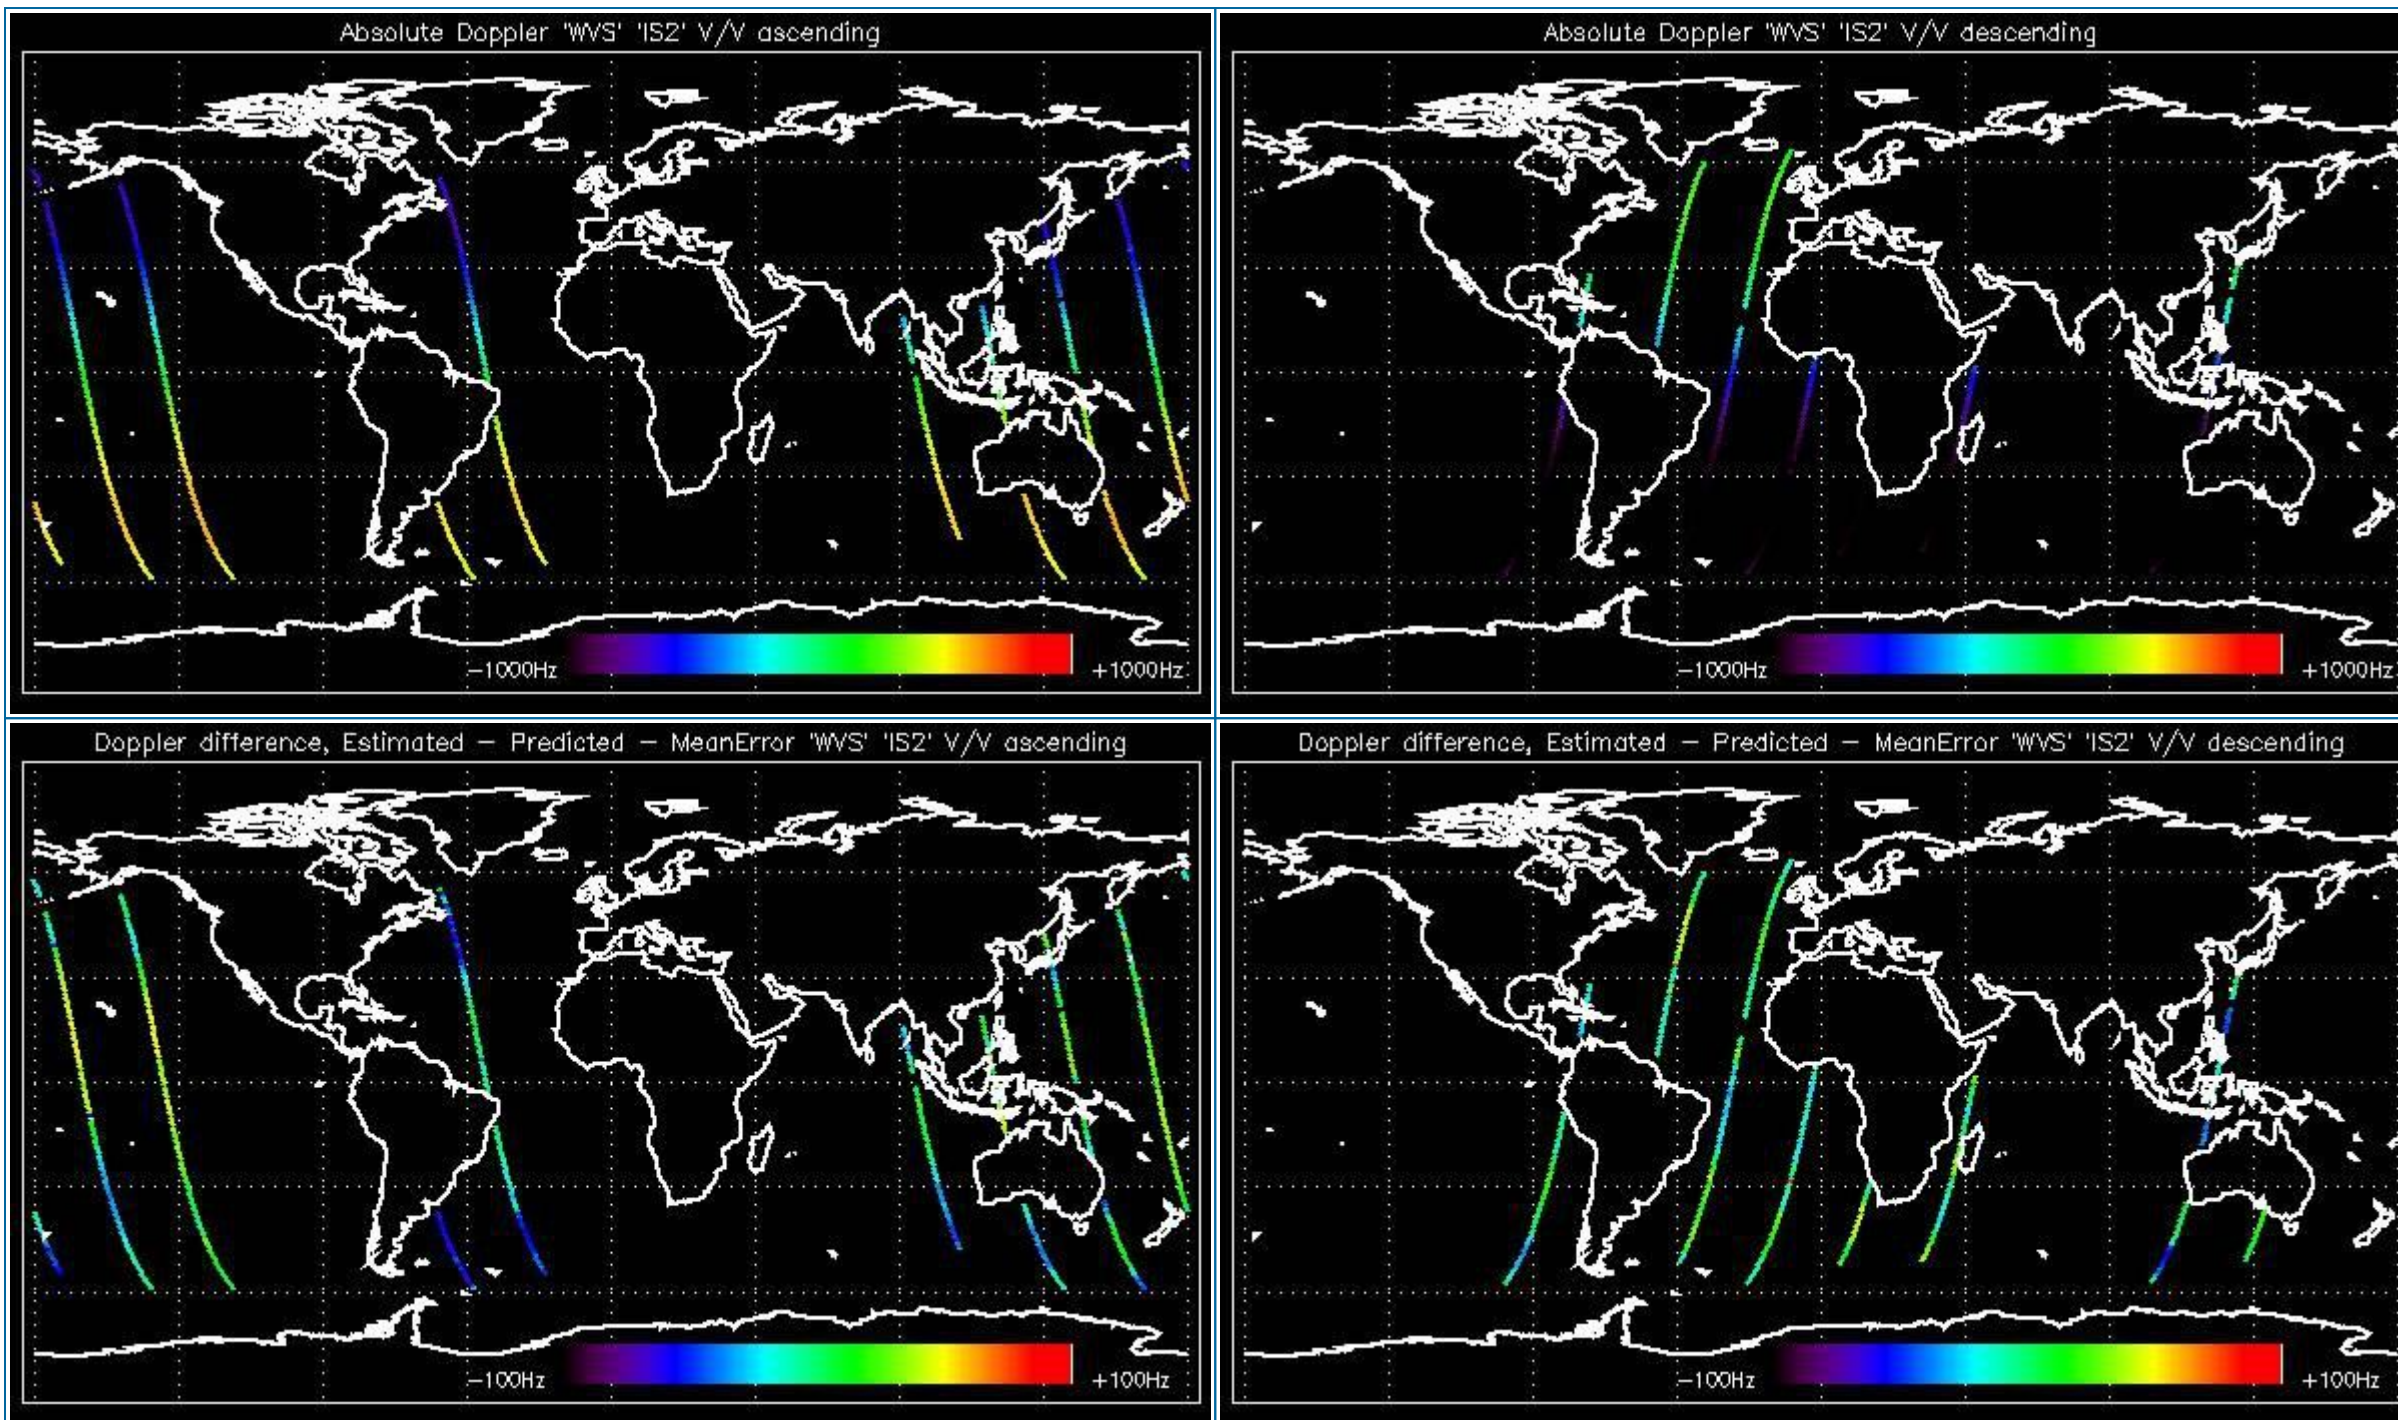 Absolute Doppler 'WVS' 'IS2' V/V ascending
-1000Hz
+1000Hz
Absolute Doppler 'WVS' 'IS2' V/V descending
-1000Hz
+1000Hz
Doppler difference, Estimated - Predicted - MeanError 'WVS' 'IS2' V/V ascending
-100Hz
+100Hz
Doppler difference, Estimated - Predicted - MeanError 'WVS' 'IS2' V/V descending
-100Hz
+100Hz